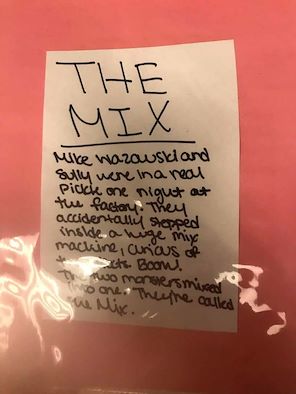 THE
MIX
Mike wazowski and
Sully were in a real
pickle one night at
the factory. They
accidentally stepped
inside a huge mix
machine, curious of
Boom!
The two monsters mixed
into one. They're called
the Mix.